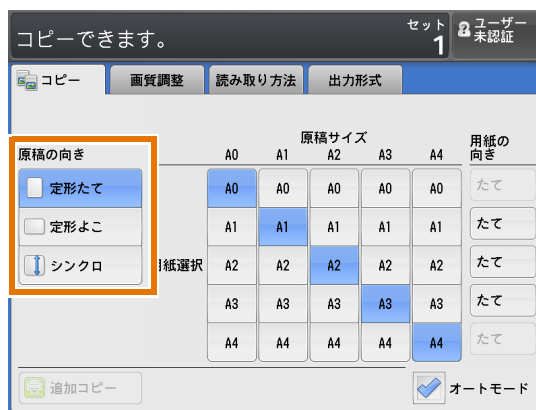 コピーできます。
セット
1
ユーザー
未認証
コピー 画質調整 読み取り方法 出力形式
原稿サイズ
原稿の向き A0 A1 A2 A3 A4 用紙の
向き
定形たて A0 A0 A0 A0 A0 たて
定形よこ A1 A1 A1 A1 A1 たて
シンクロ 紙選択 A2 A2 A2 A2 A2 たて
A3 A3 A3 A3 A3 たて
A4 A4 A4 A4 A4 たて
追加コピー オートモード